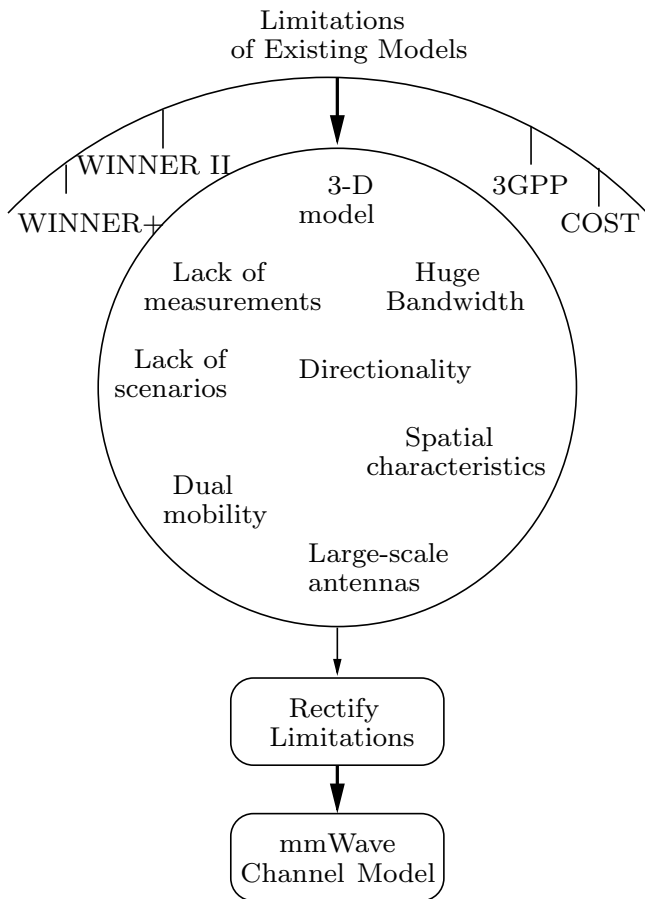 Limitations
of Existing Models
WINNER II
WINNER+
3GPP
COST
3-D
model
Lack of
measurements
Huge
Bandwidth
Lack of
scenarios
Directionality
Spatial
characteristics
Dual
mobility
Large-scale
antennas
Rectify
Limitations
mmWave
Channel Model